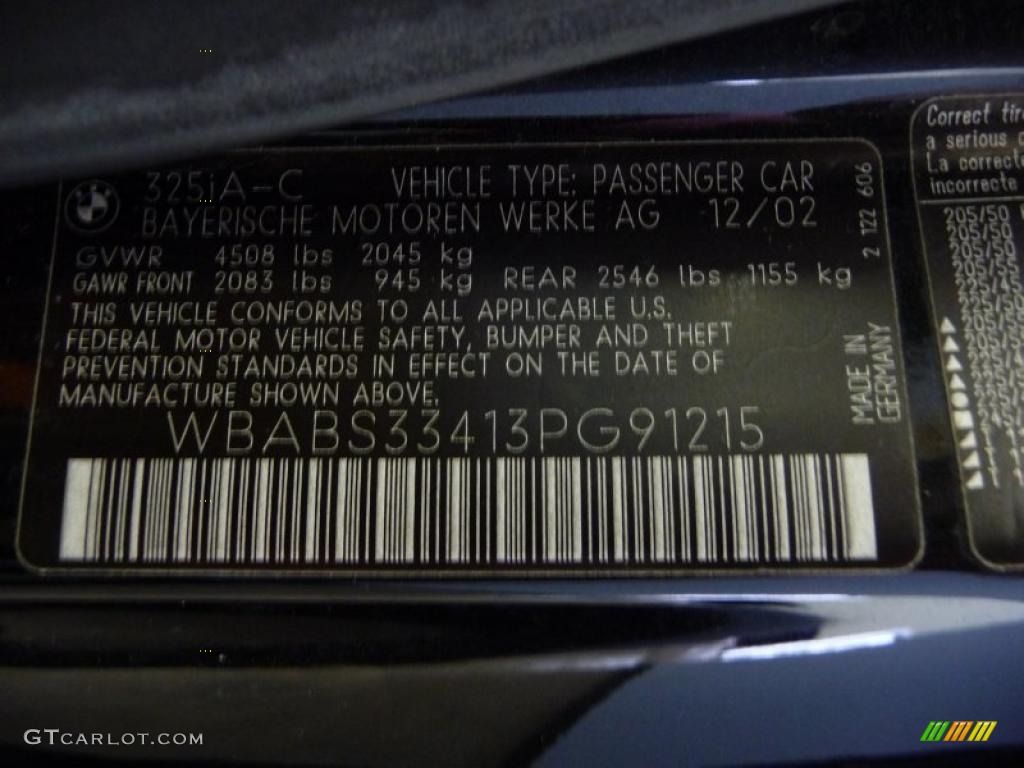 325iA-C VEHICLE TYPE: PASSENGER CAR
BAYERISCHE MOTOREN WERKE AG 12/02
GVWR 4508 lbs 2045 kg
GAWR FRONT 2083 lbs 945 kg REAR 2546 lbs 1155 kg
THIS VEHICLE CONFORMS TO ALL APPLICABLE U.S.
FEDERAL MOTOR VEHICLE SAFETY, BUMPER AND THEFT
PREVENTION STANDARDS IN EFFECT ON THE DATE OF
MANUFACTURE SHOWN ABOVE.
WBABS33413PG91215
2 122 606
MADE IN
GERMANY
Correct tire
a serious
La correcte
incorrecte
205/50
205/50
205/50
GTCARLOT.COM